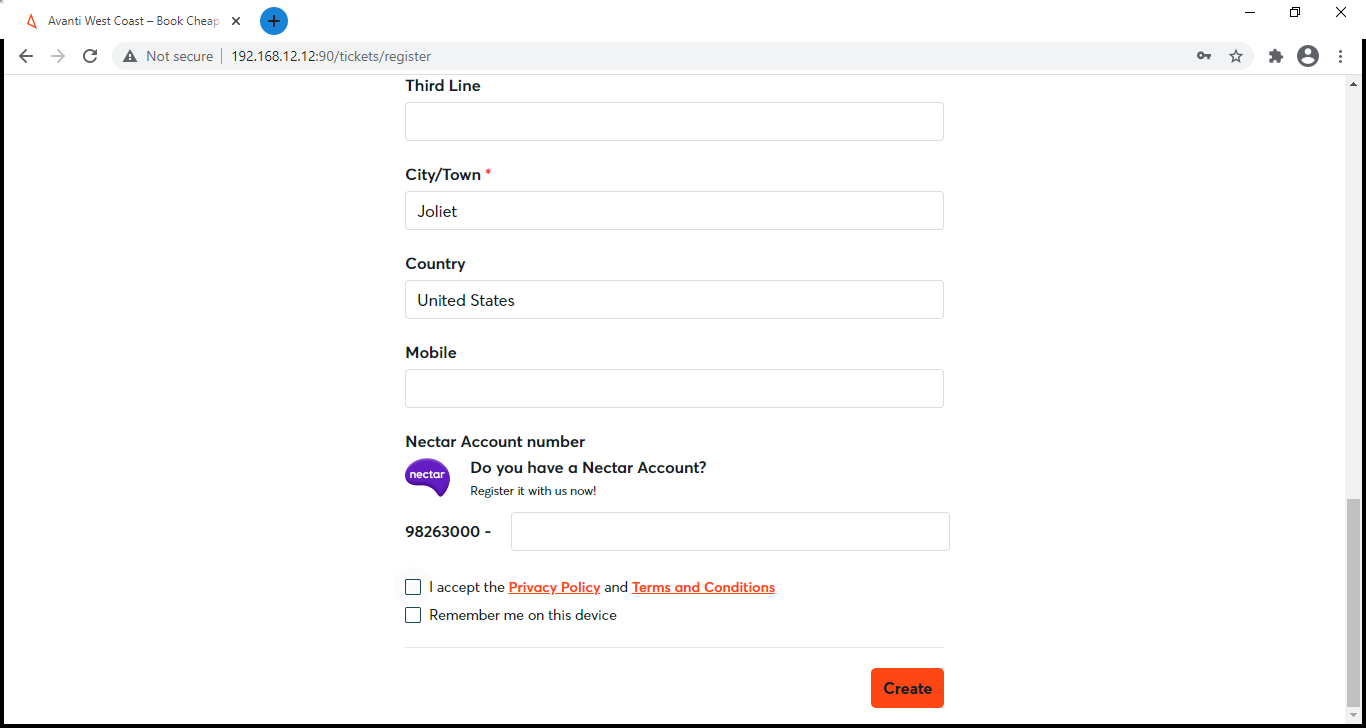 Avanti West Coast – Book Cheap
Not secure
192.168.12.12:90/tickets/register
Third Line
City/Town *
Joliet
Country
United States
Mobile
Nectar Account number
nectar
Do you have a Nectar Account?
Register it with us now!
98263000 -
I accept the Privacy Policy and Terms and Conditions
Remember me on this device
Create